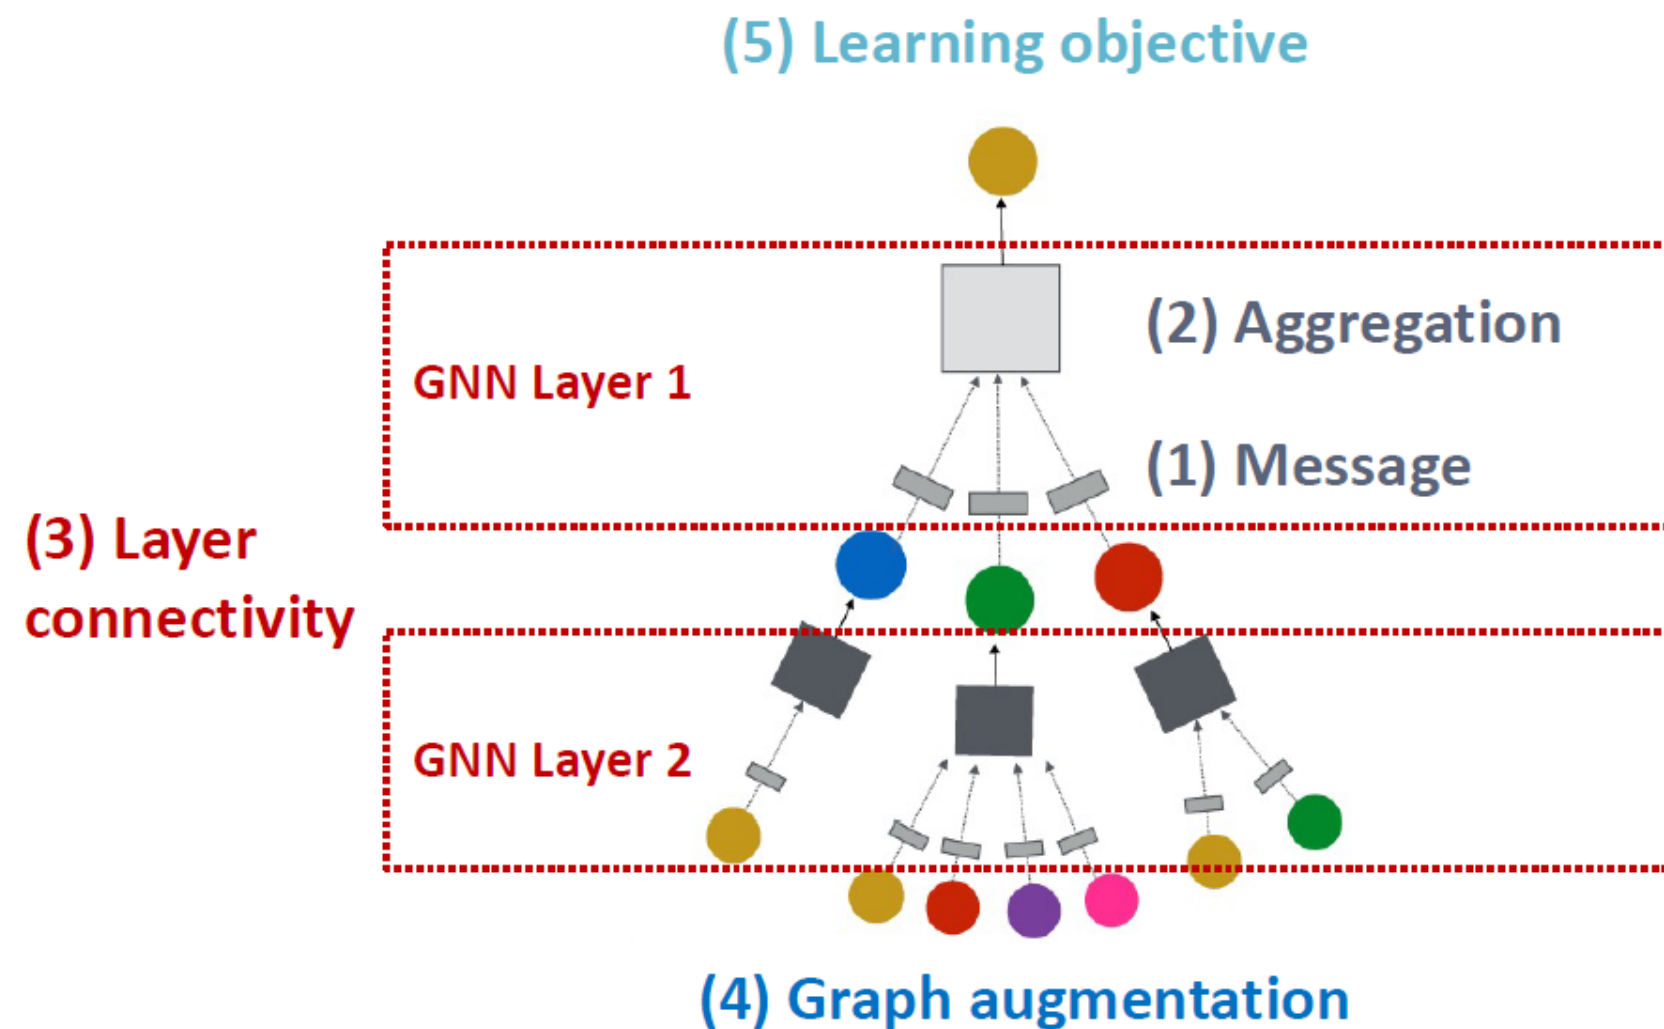 (5) Learning objective
(2) Aggregation
GNN Layer 1
(1) Message
(3) Layer
connectivity
GNN Layer 2
(4) Graph augmentation